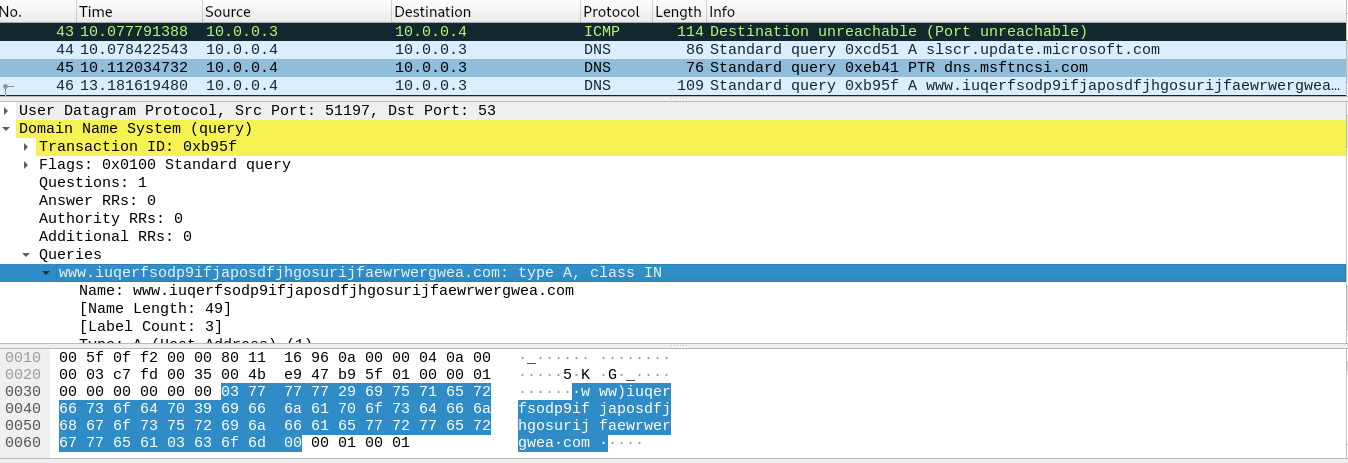 No. Time Source Destination Protocol Length Info
43 10.077791388 10.0.0.3 10.0.0.4 ICMP 114 Destination unreachable (Port unreachable)
44 10.078422543 10.0.0.4 10.0.0.3 DNS 86 Standard query 0xcd51 A slscr.update.microsoft.com
45 10.112034732 10.0.0.4 10.0.0.3 DNS 76 Standard query 0xeb41 PTR dns.msftncsi.com
46 13.181619480 10.0.0.4 10.0.0.3 DNS 109 Standard query 0xb95f A www.iuqerfsodp9ifjaposdfjhgosurijfaewrwergwea…
User Datagram Protocol, Src Port: 51197, Dst Port: 53
Domain Name System (query)
Transaction ID: 0xb95f
Flags: 0x0100 Standard query
Questions: 1
Answer RRs: 0
Authority RRs: 0
Additional RRs: 0
Queries
www.iuqerfsodp9ifjaposdfjhgosurijfaewrwergwea.com: type A, class IN
Name: www.iuqerfsodp9ifjaposdfjhgosurijfaewrwergwea.com
[Name Length: 49]
[Label Count: 3]
Type: A (Host Address) (1)
0010 00 5f 0f f2 00 00 80 11 16 96 0a 00 00 04 0a 00 ·_······ ········
0020 00 03 c7 fd 00 35 00 4b e9 47 b9 5f 01 00 00 01 ·····5·K ·G·_····
0030 00 00 00 00 00 00 03 77 77 77 29 69 75 71 65 72 ·······w ww)iuqer
0040 66 73 6f 64 70 39 69 66 6a 61 70 6f 73 64 66 6a fsodp9if japosdfj
0050 68 67 6f 73 75 72 69 6a 66 61 65 77 72 77 65 72 hgosurij faewrwer
0060 67 77 65 61 03 63 6f 6d 00 00 01 00 01 gwea·com ·····